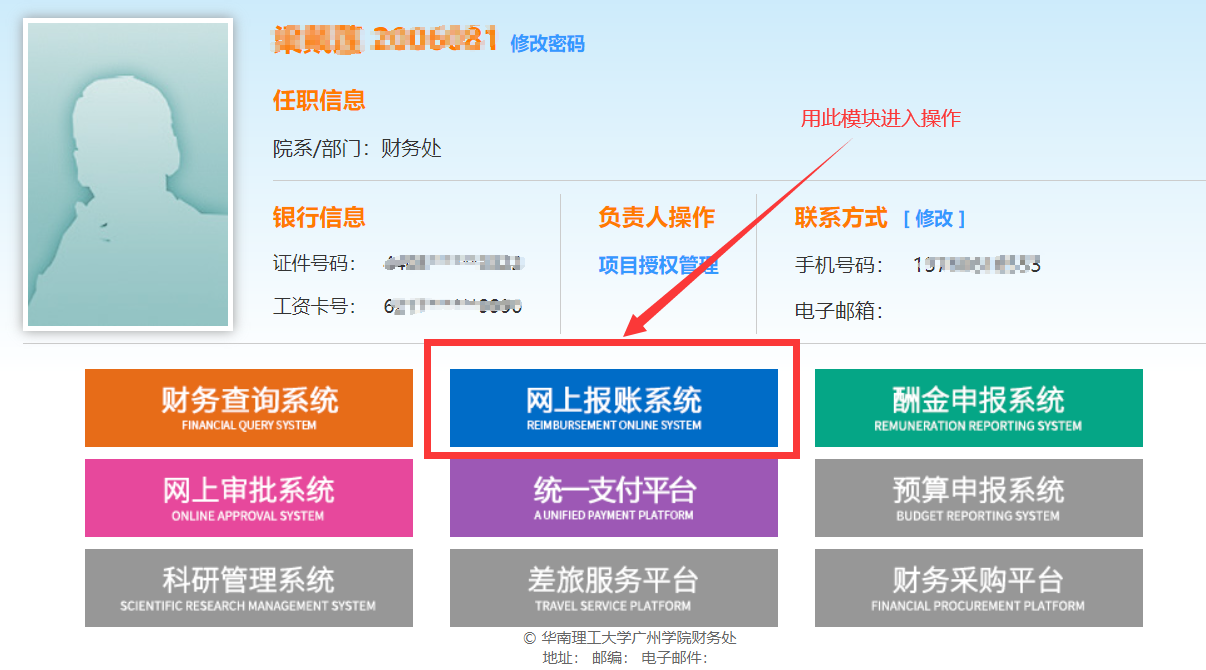 修改密码
任职信息
用此模块进入操作
院系/部门：财务处
银行信息
负责人操作
联系方式 [ 修改 ]
证件号码：
项目授权管理
手机号码：
工资卡号：
电子邮箱：
财务查询系统
FINANCIAL QUERY SYSTEM
网上报账系统
REIMBURSEMENT ONLINE SYSTEM
酬金申报系统
REMUNERATION REPORTING SYSTEM
网上审批系统
ONLINE APPROVAL SYSTEM
统一支付平台
A UNIFIED PAYMENT PLATFORM
预算申报系统
BUDGET REPORTING SYSTEM
科研管理系统
SCIENTIFIC RESEARCH MANAGEMENT SYSTEM
差旅服务平台
TRAVEL SERVICE PLATFORM
财务采购平台
FINANCIAL PROCUREMENT PLATFORM
© 华南理工大学广州学院财务处
地址： 邮编： 电子邮件：